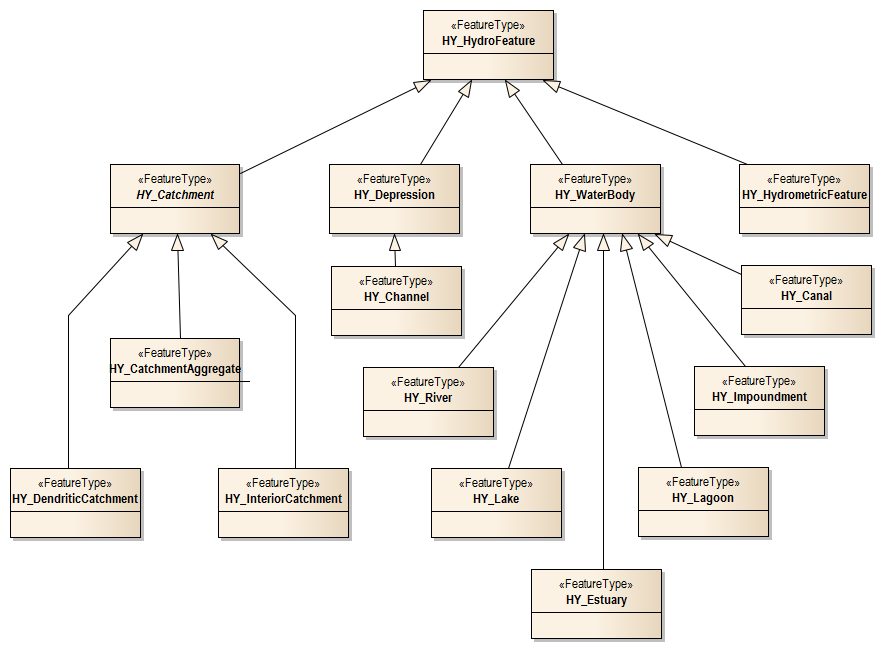 «FeatureType»
HY_HydroFeature
«FeatureType»
HY_Catchment
«FeatureType»
HY_Depression
«FeatureType»
HY_WaterBody
«FeatureType»
HY_HydrometricFeature
«FeatureType»
HY_Channel
«FeatureType»
HY_Canal
«FeatureType»
HY_CatchmentAggregate
«FeatureType»
HY_River
«FeatureType»
HY_Impoundment
«FeatureType»
HY_DendriticCatchment
«FeatureType»
HY_InteriorCatchment
«FeatureType»
HY_Lake
«FeatureType»
HY_Lagoon
«FeatureType»
HY_Estuary